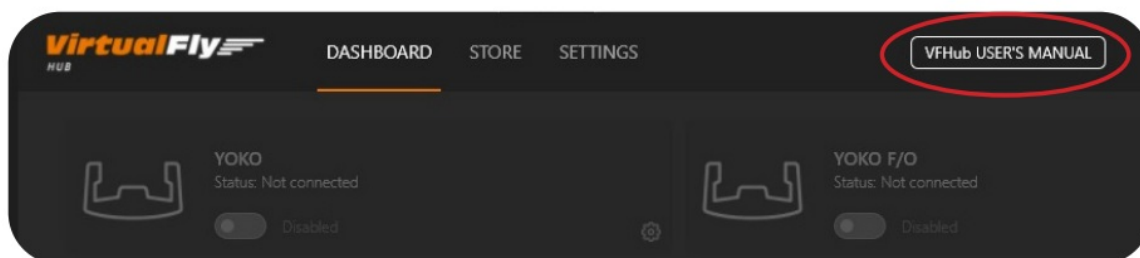 VirtualFly
HUB
DASHBOARD STORE SETTINGS
VFHub USER'S MANUAL
YOKO
Status: Not connected
Disabled
YOKO F/O
Status: Not connected
Disabled